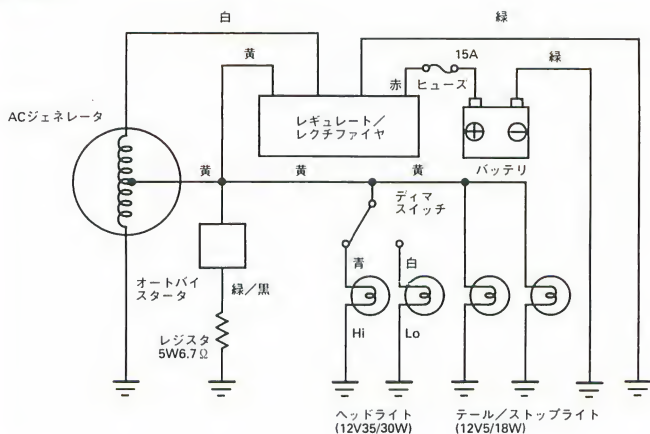 白
緑
黄
15A
緑
赤
ヒューズ
ACジェネレータ
レギュレート／
レクチファイヤ
バッテリ
黄
黄
黄
ディマ
スイッチ
オートバイ
スタータ
緑／黒
青
白
レジスタ
5W6.7Ω
Hi
Lo
ヘッドライト
(12V35/30W)
テール／ストップライト
(12V5/18W)